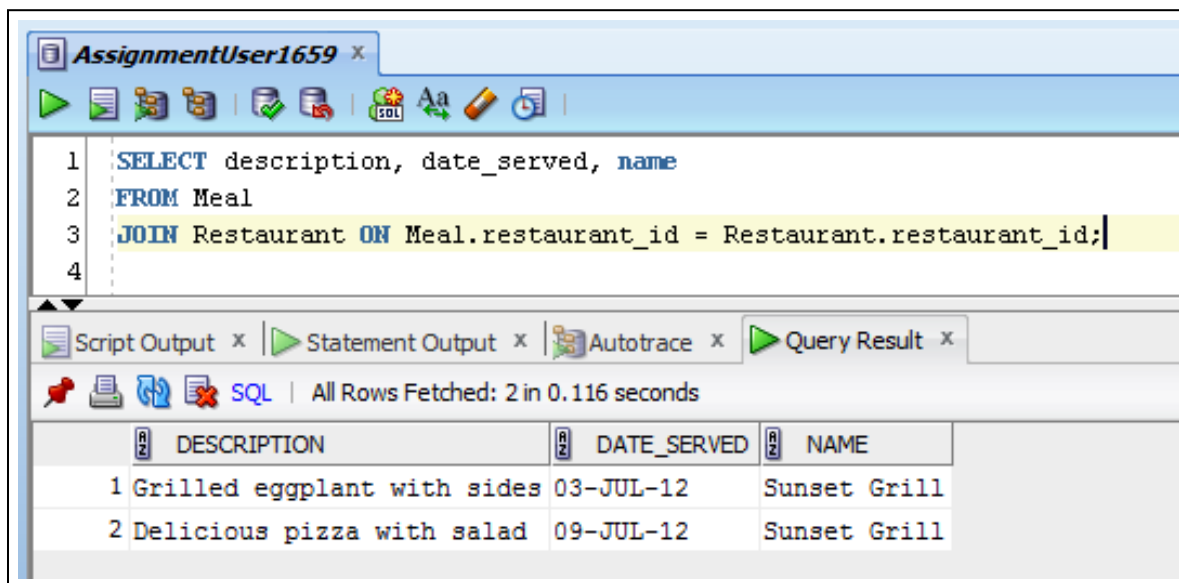 AssignmentUser1659 x
SQL Aa
1 SELECT description, date_served, name
2 FROM Meal
3 JOIN Restaurant ON Meal.restaurant_id = Restaurant.restaurant_id;
4
Script Output x Statement Output x Autotrace x Query Result x
SQL | All Rows Fetched: 2 in 0.116 seconds
DESCRIPTION DATE_SERVED NAME
1 Grilled eggplant with sides 03-JUL-12 Sunset Grill
2 Delicious pizza with salad 09-JUL-12 Sunset Grill